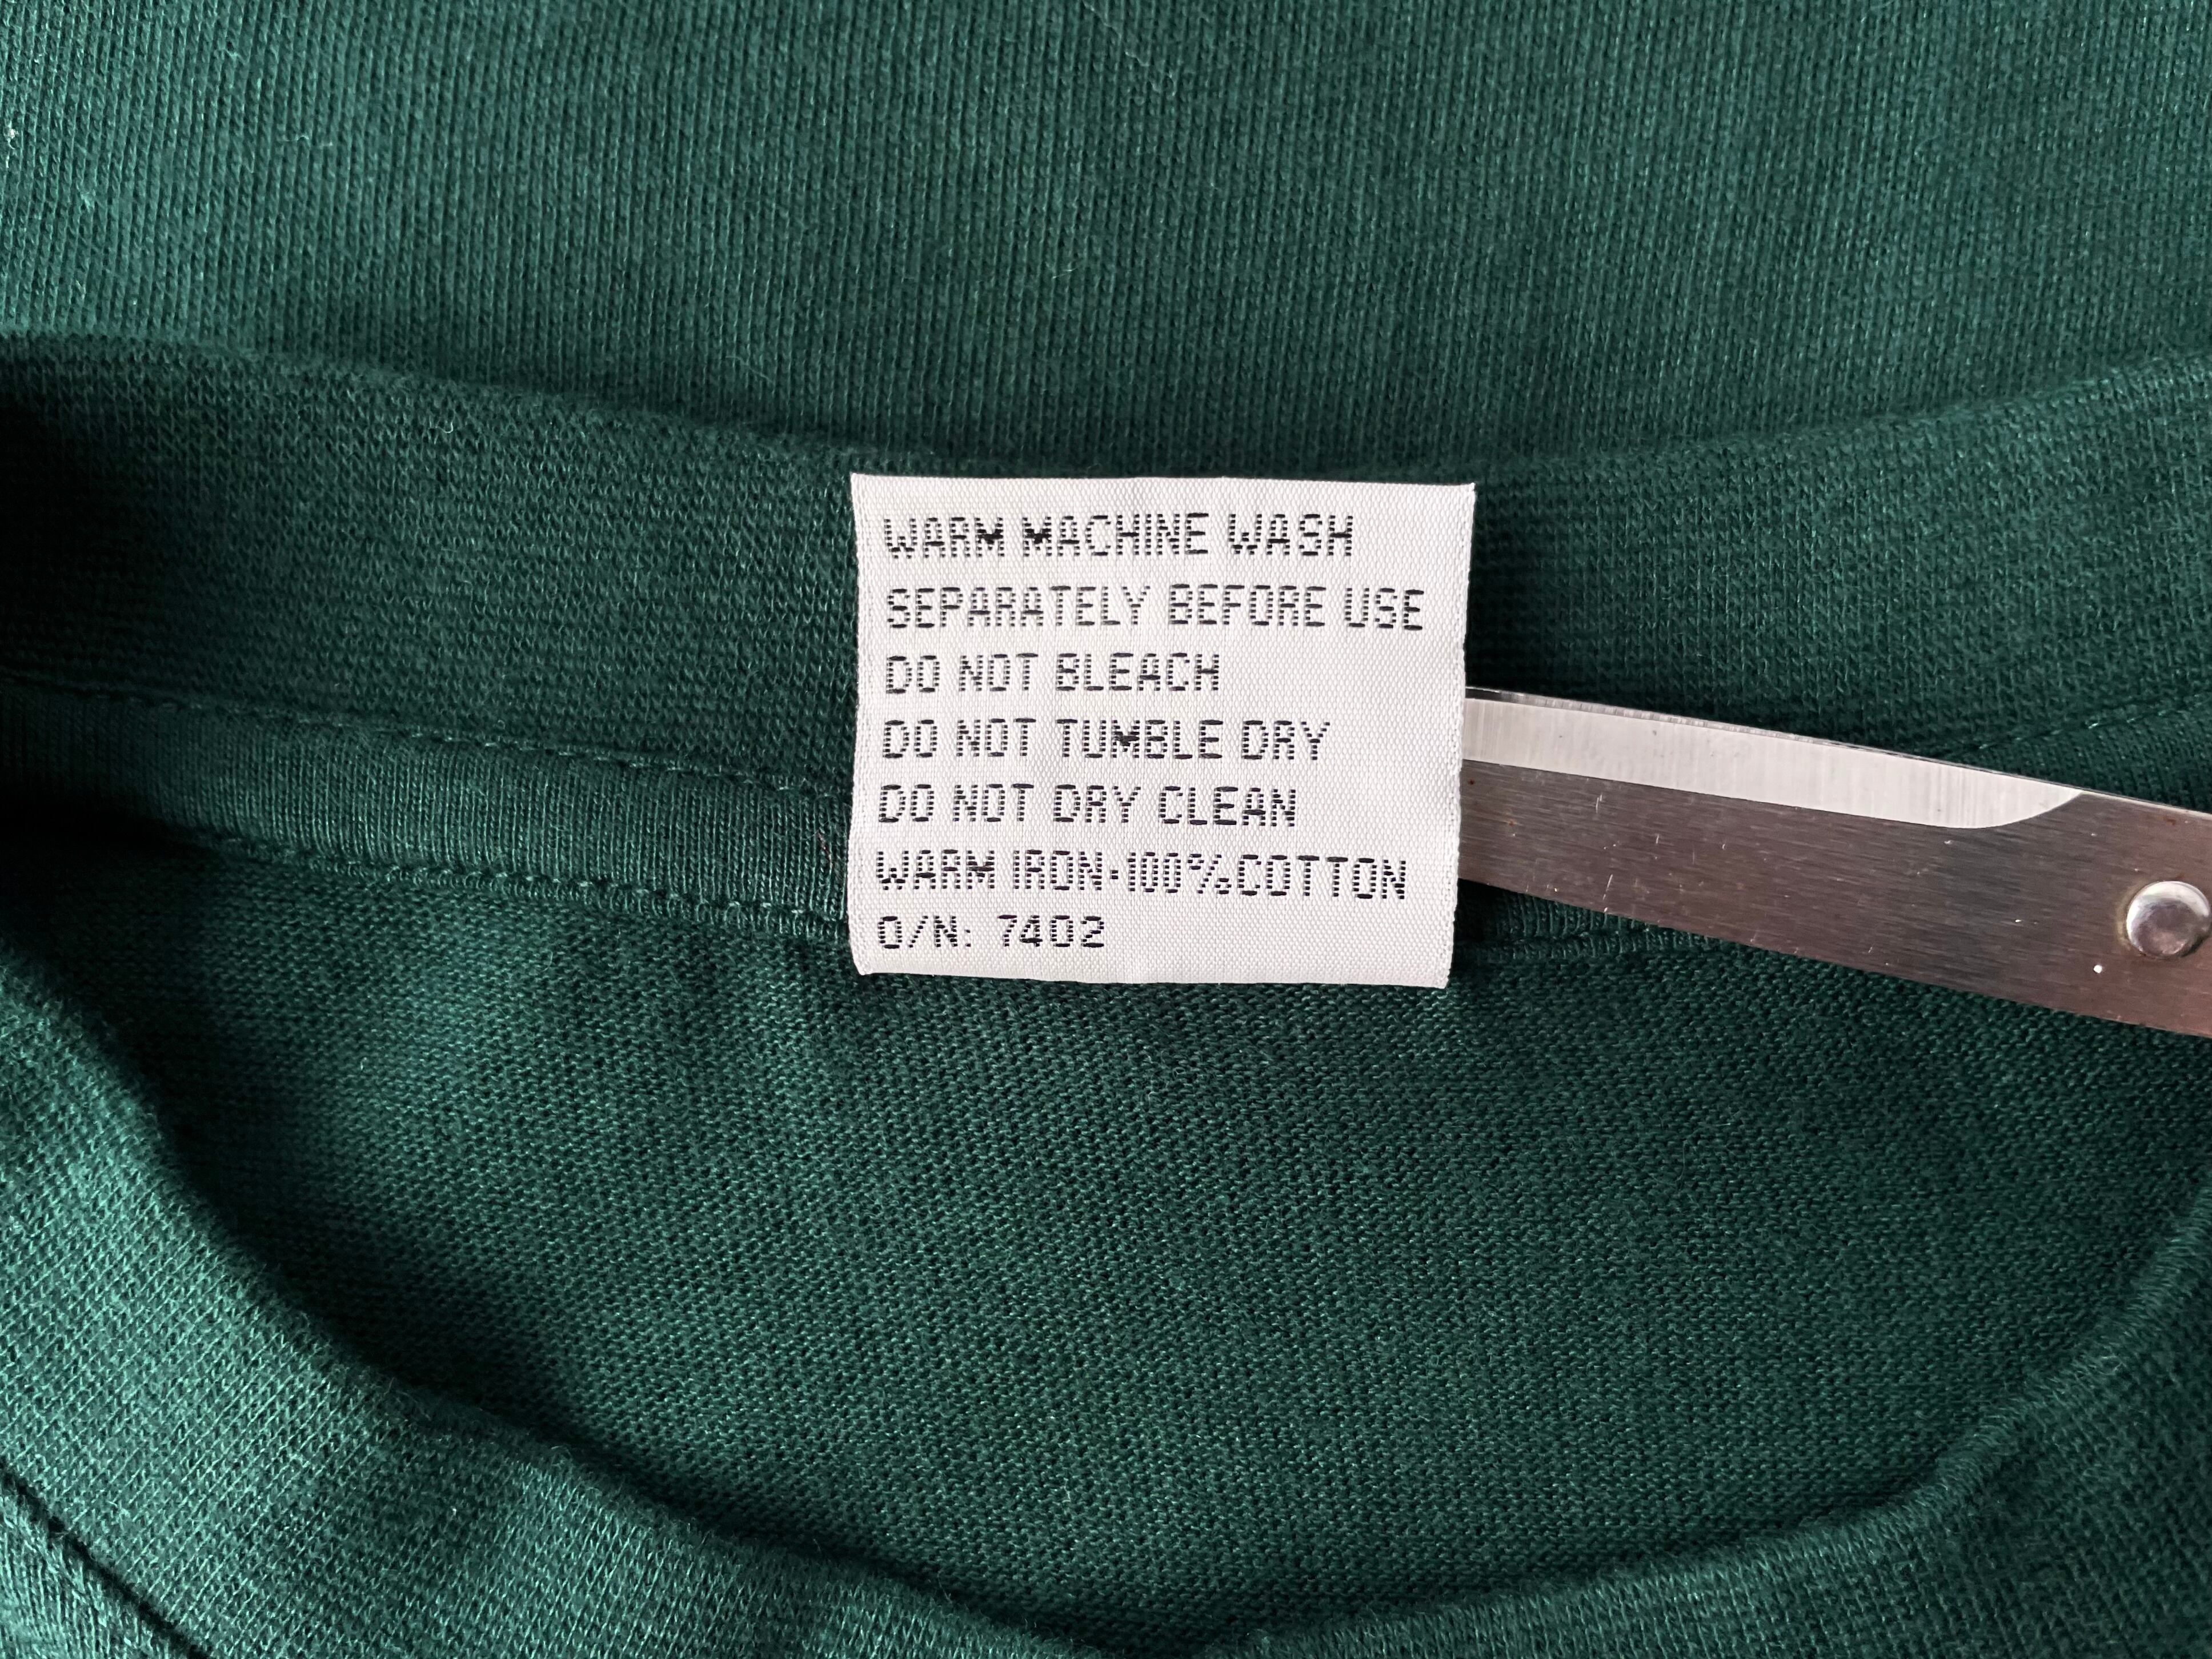 WARM MACHINE WASH
SEPARATELY BEFORE USE
DO NOT BLEACH
DO NOT TUMBLE DRY
DO NOT DRY CLEAN
WARM IRON·100%COTTON
O/N: 7402